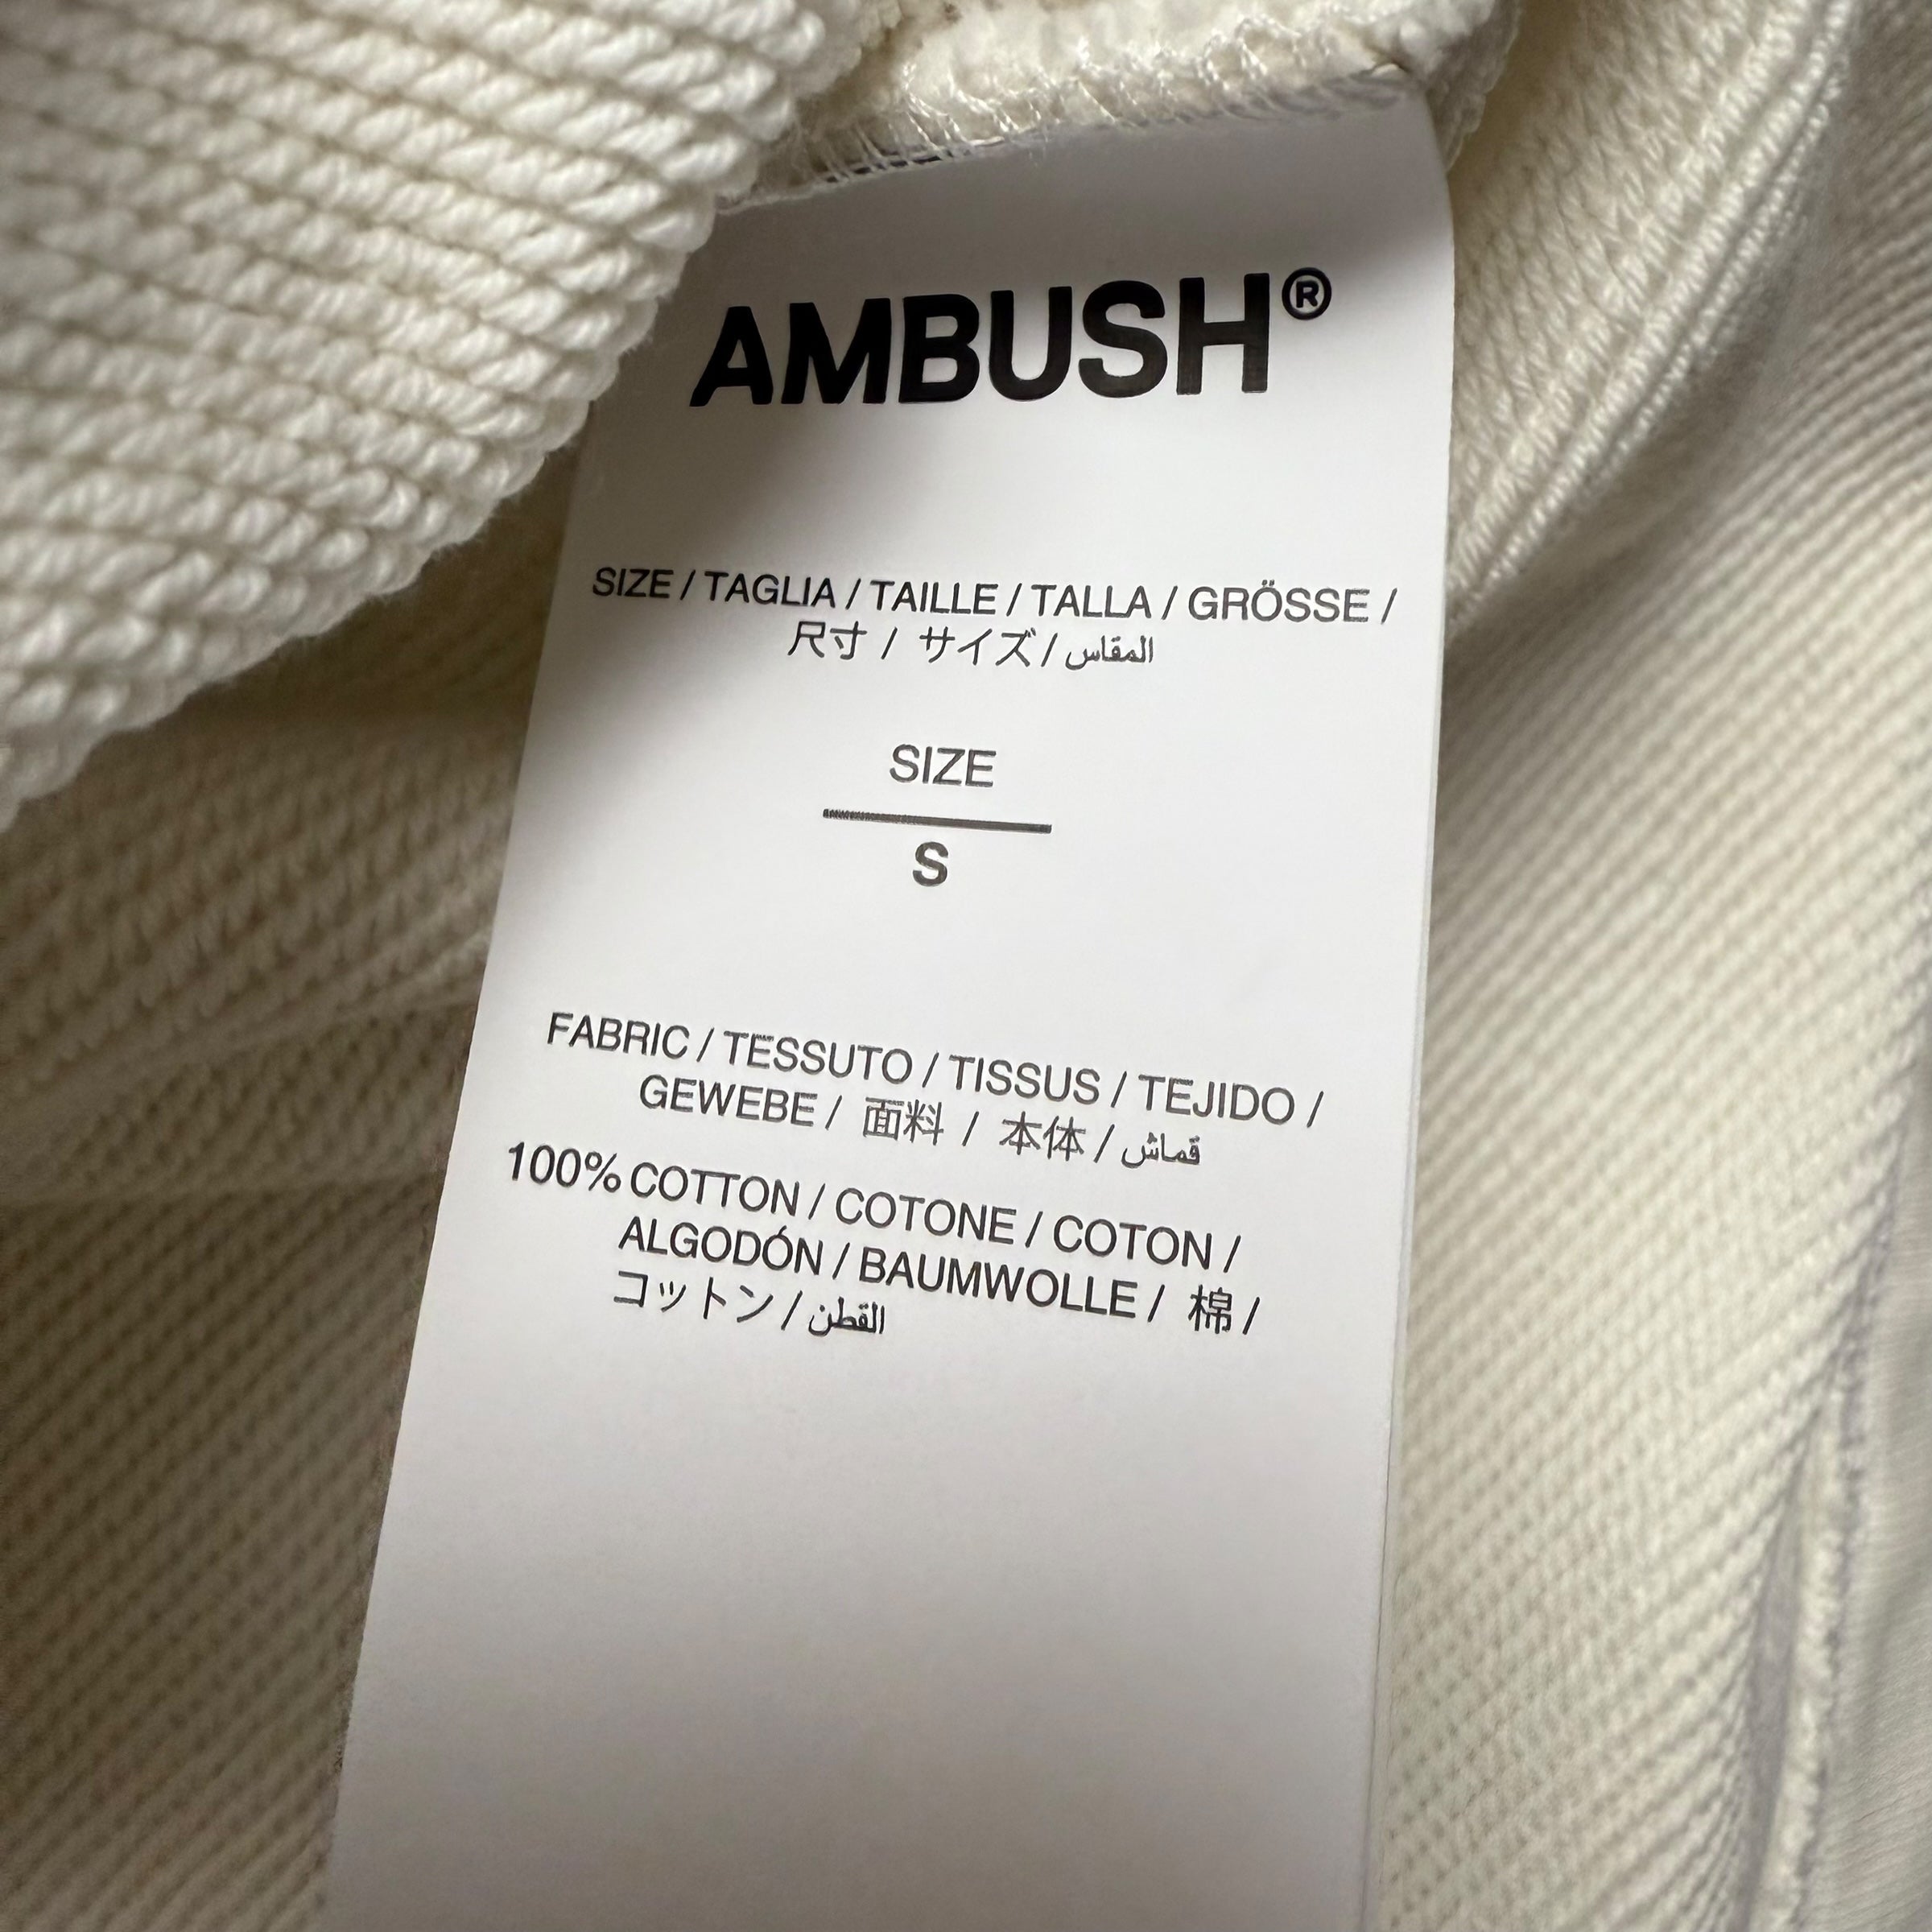 AMBUSH®
SIZE / TAGLIA / TAILLE / TALLA / GRÖSSE /
尺寸 / サイズ / المقاس
SIZE
S
FABRIC / TESSUTO / TISSUS / TEJIDO /
GEWEBE / 面料 / 本体 / قماش
100% COTTON / COTONE / COTON /
ALGODÓN / BAUMWOLLE / 棉 /
コットン / القطن